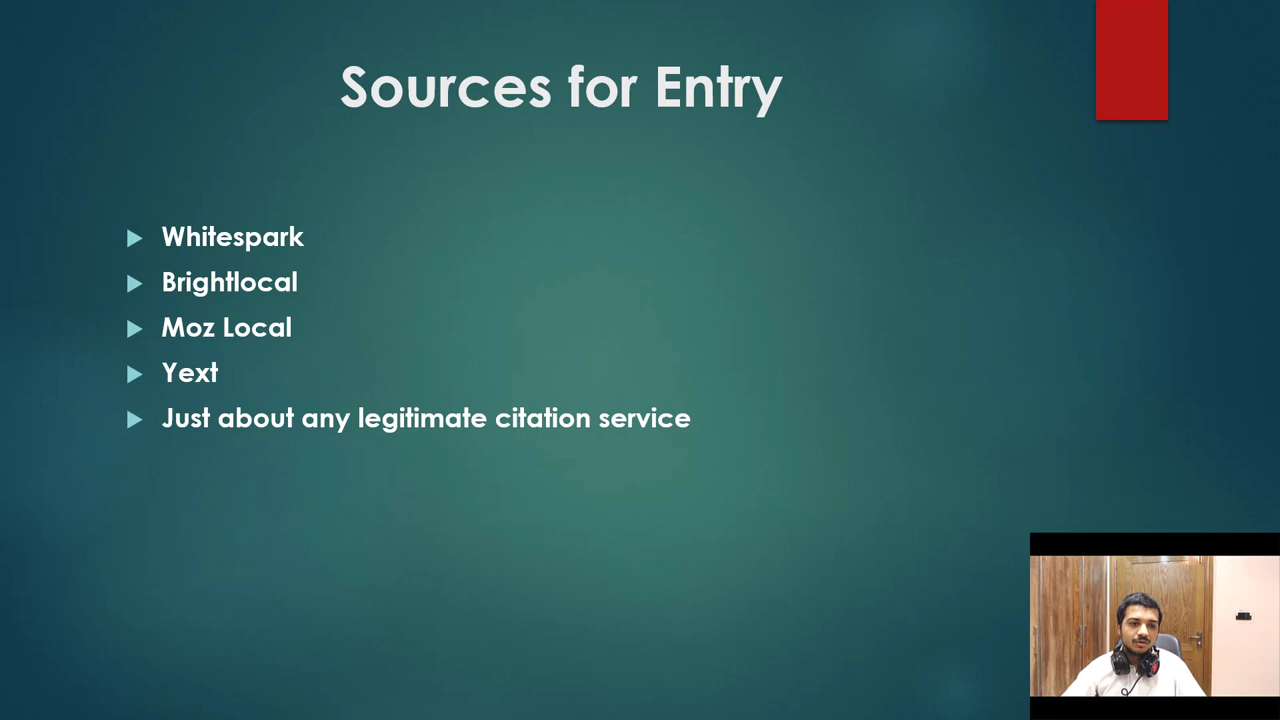 Sources for Entry
Whitespark
Brightlocal
Moz Local
Yext
Just about any legitimate citation service